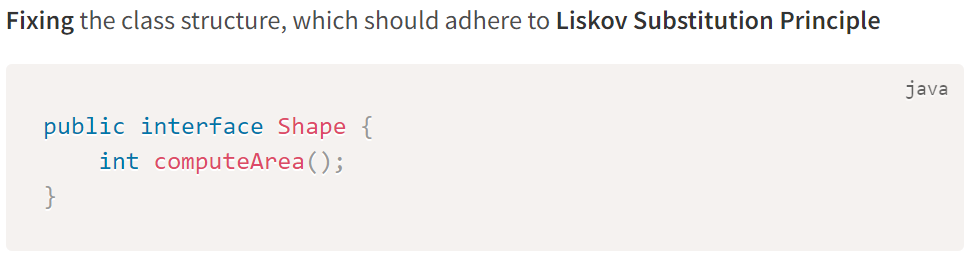 Fixing the class structure, which should adhere to Liskov Substitution Principle
java
public interface Shape {
    int computeArea();
}